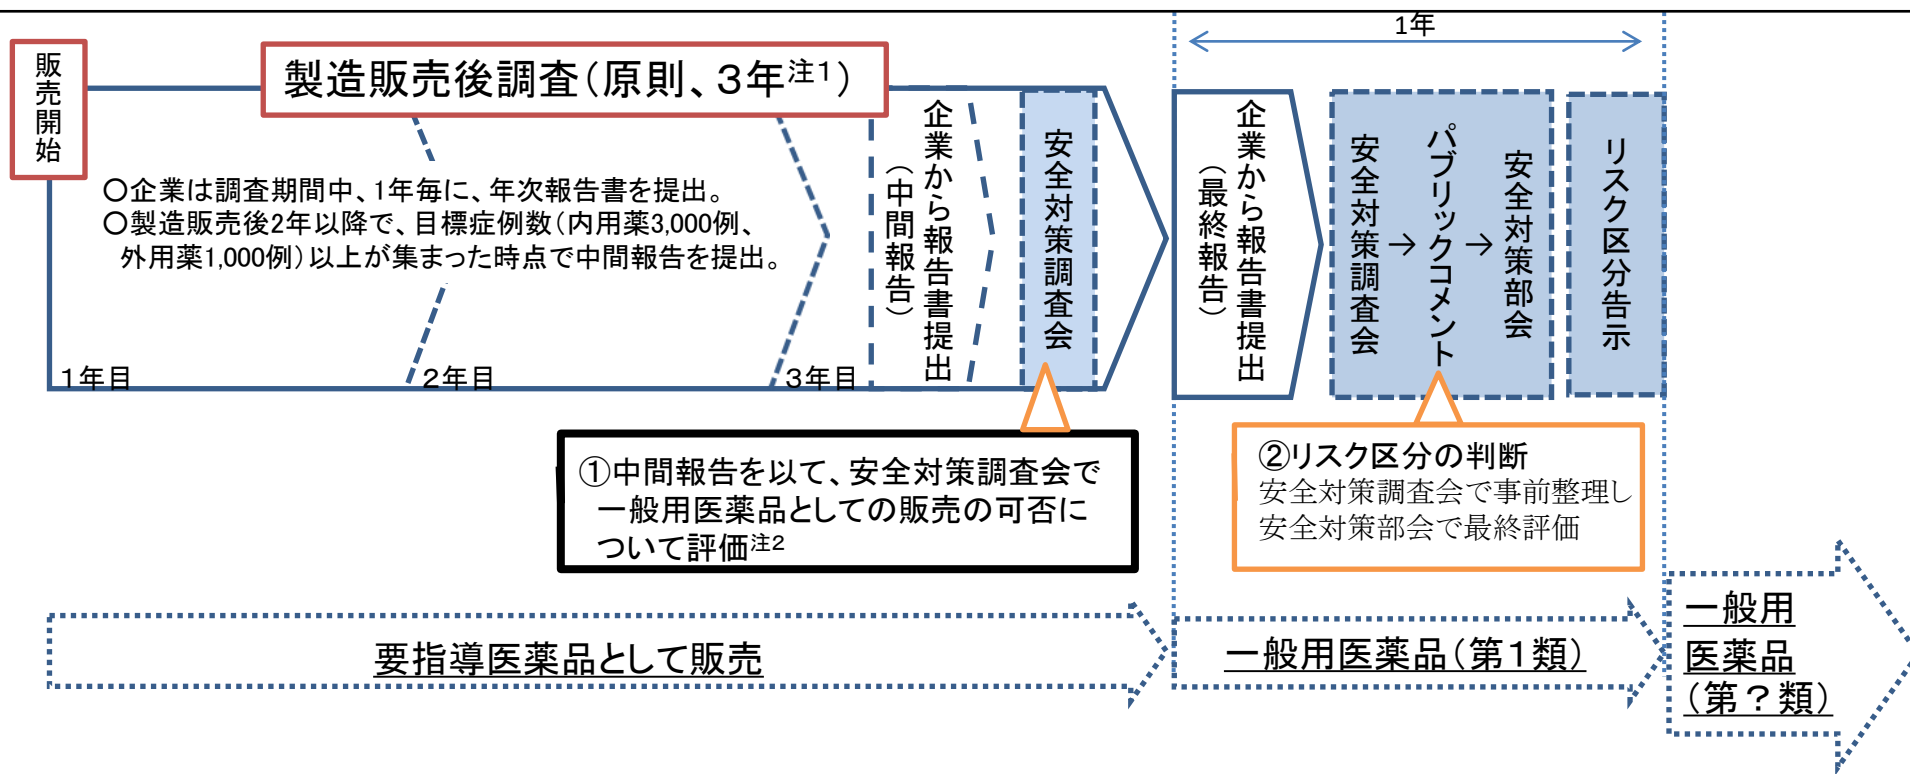 1年
販売開始
製造販売後調査(原則、3年注1)
〇企業は調査期間中、1年毎に、年次報告書を提出。
〇製造販売後2年以降で、目標症例数(内用薬3,000例、
外用薬1,000例)以上が集まった時点で中間報告を提出。
1年目
2年目
3年目
企業から報告書提出
(中間報告)
安全対策調査会
企業から報告書提出
(最終報告)
安全対策調査会
→
パブリックコメント
→
安全対策部会
リスク区分告示
①中間報告を以て、安全対策調査会で
一般用医薬品としての販売の可否に
ついて評価注2
②リスク区分の判断
安全対策調査会で事前整理し
安全対策部会で最終評価
要指導医薬品として販売
一般用医薬品(第1類)
一般用
医薬品
(第?類)